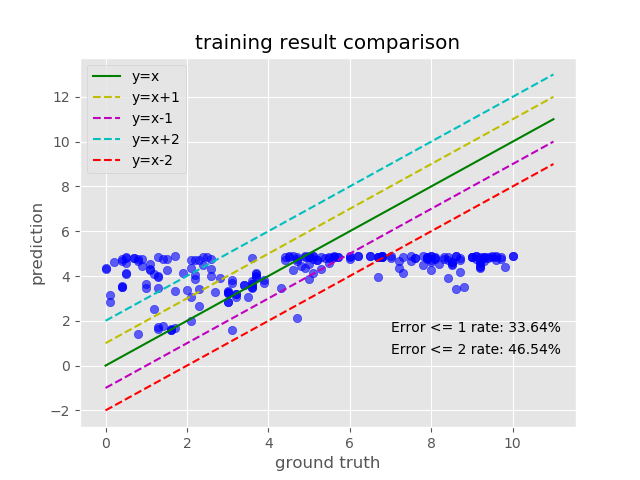 training result comparison
y=x
y=x+1
y=x-1
y=x+2
y=x-2
12
10
8
6
4
2
0
−2
prediction
Error <= 1 rate: 33.64%
Error <= 2 rate: 46.54%
0 2 4 6 8 10
ground truth